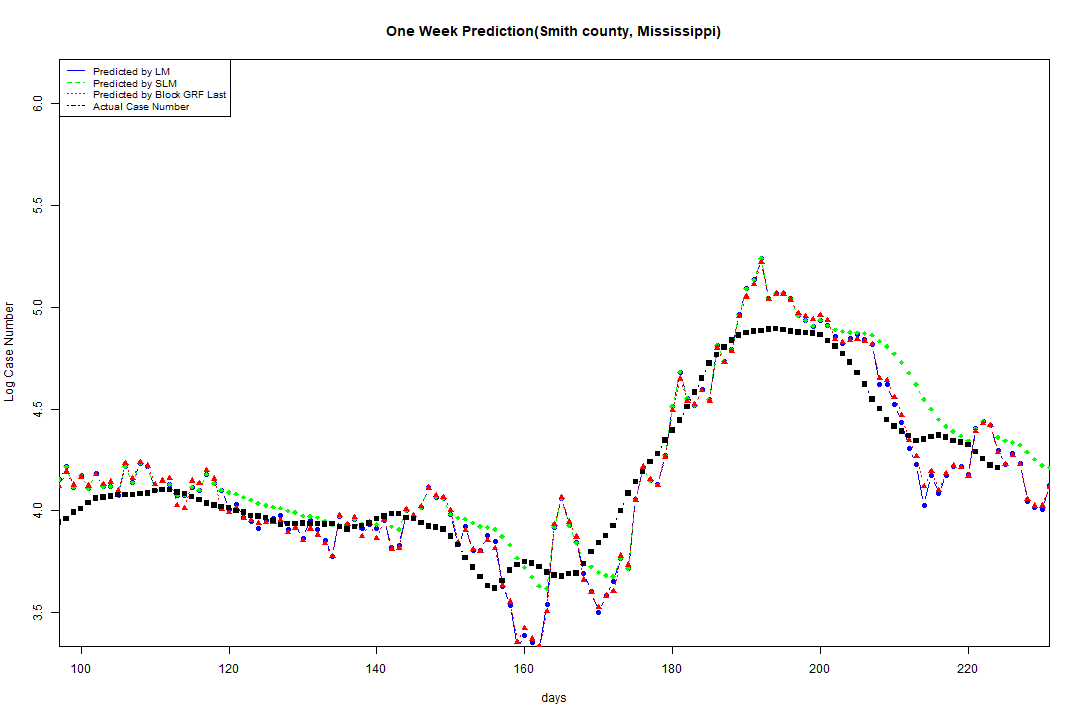 One Week Prediction(Smith county, Mississippi)
Predicted by LM
Predicted by SLM
Predicted by Block GRF Last
Actual Case Number
6.0
5.5
5.0
4.5
4.0
3.5
Log Case Number
100 120 140 160 180 200 220
days